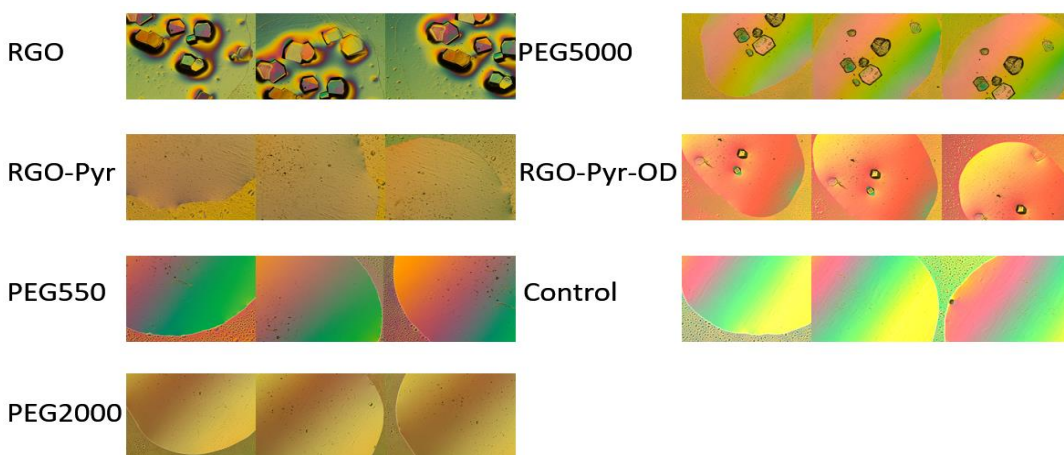 RGO
PEG5000
RGO-Pyr
RGO-Pyr-OD
PEG550
Control
PEG2000